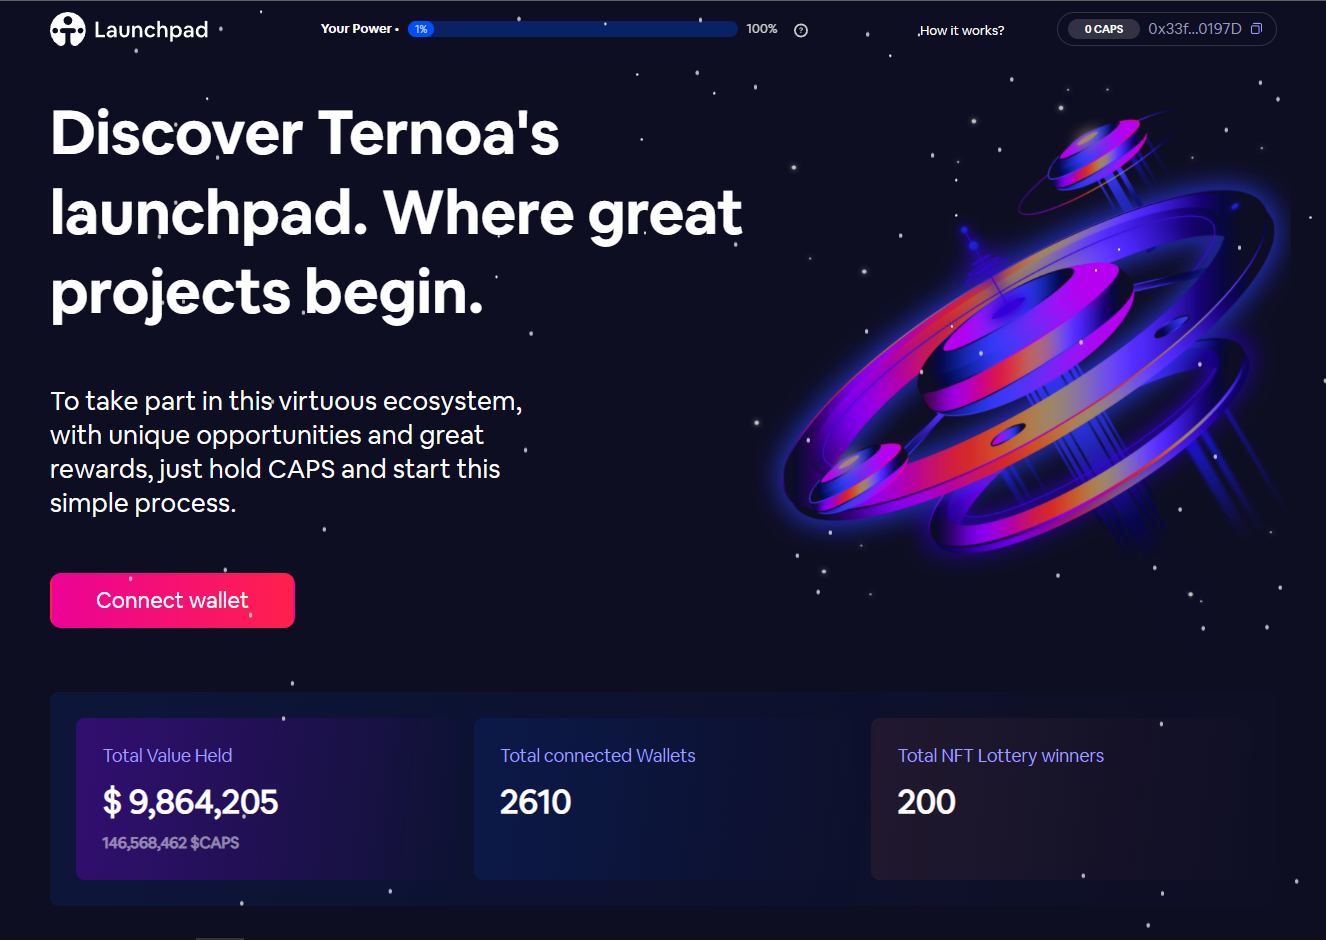 Launchpad
Your Power • 1% 100% ?
How it works?
0 CAPS 0x33f...0197D
Discover Ternoa's
launchpad. Where great
projects begin.
To take part in this virtuous ecosystem,
with unique opportunities and great
rewards, just hold CAPS and start this
simple process.
Connect wallet
Total Value Held
$ 9,864,205
146,568,462 $CAPS
Total connected Wallets
2610
Total NFT Lottery winners
200